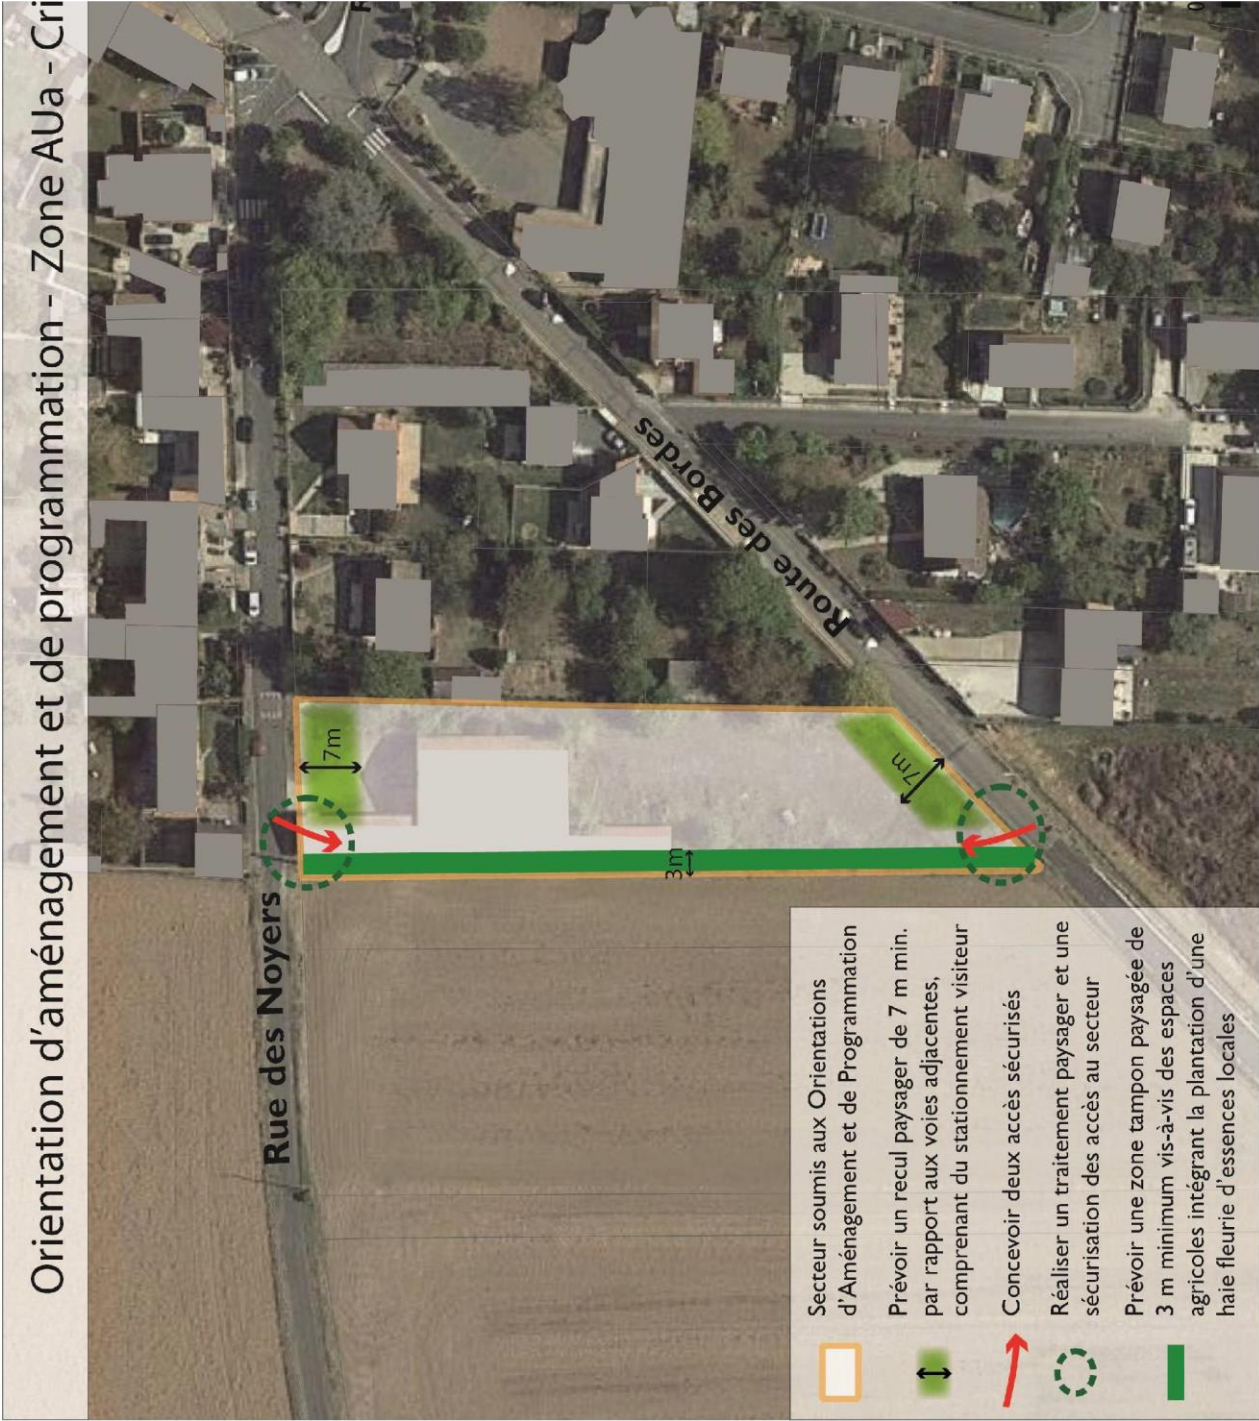 Orientation d'aménagement et de programmation - Zone AUa - Cri
Rue des Noyers
Route des Bordes
7m
7m
3m
Secteur soumis aux Orientations
d'Aménagement et de Programmation
Prévoir un recul paysager de 7 m min.
par rapport aux voies adjacentes,
comprenant du stationnement visiteur
Concevoir deux accès sécurisés
Réaliser un traitement paysager et une
sécurisation des accès au secteur
Prévoir une zone tampon paysagée de
3 m minimum vis-à-vis des espaces
agricoles intégrant la plantation d'une
haie fleurie d'essences locales
0